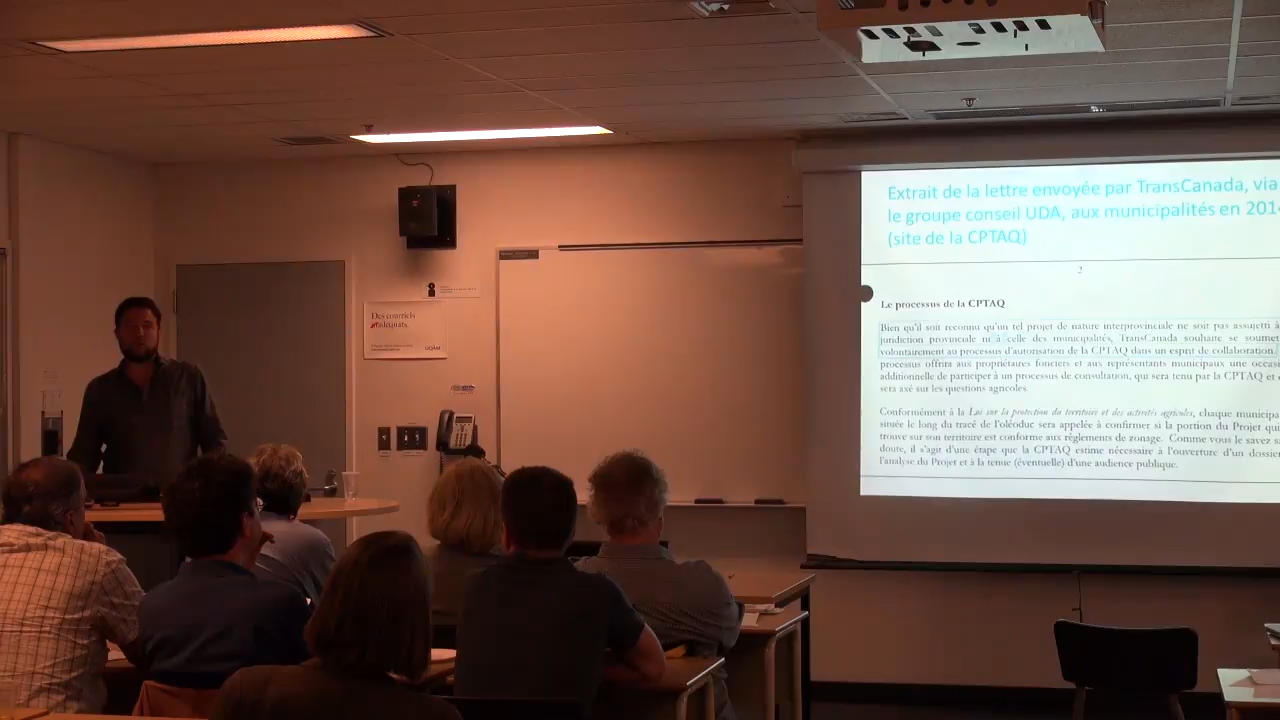 Extrait de la lettre envoyée par TransCanada, via
le groupe conseil UDA, aux municipalités en 201
(site de la CPTAQ)
2
Le processus de la CPTAQ
Bien qu'il soit reconnu qu'un tel projet de nature interprovinciale ne soit pas assujetti à
juridiction provinciale ni à celle des municipalités, TransCanada souhaite se soumet
volontairement au processus d'autorisation de la CPTAQ dans un esprit de collaboration.
processus offrira aux propriétaires fonciers et aux représentants municipaux une occasi
additionnelle de participer à un processus de consultation, qui sera tenu par la CPTAQ et
sera axé sur les questions agricoles.
Conformément à la Loi sur la protection du territoire et des activités agricoles, chaque municipa
située le long du tracé de l'oléoduc sera appelée à confirmer si la portion du Projet qui
trouve sur son territoire est conforme aux règlements de zonage. Comme vous le savez sa
doute, il s'agit d'une étape que la CPTAQ estime nécessaire à l'ouverture d'un dossier
l'analyse du Projet et à la tenue (éventuelle) d'une audience publique.
Des courriels
adéquats.
UQAM